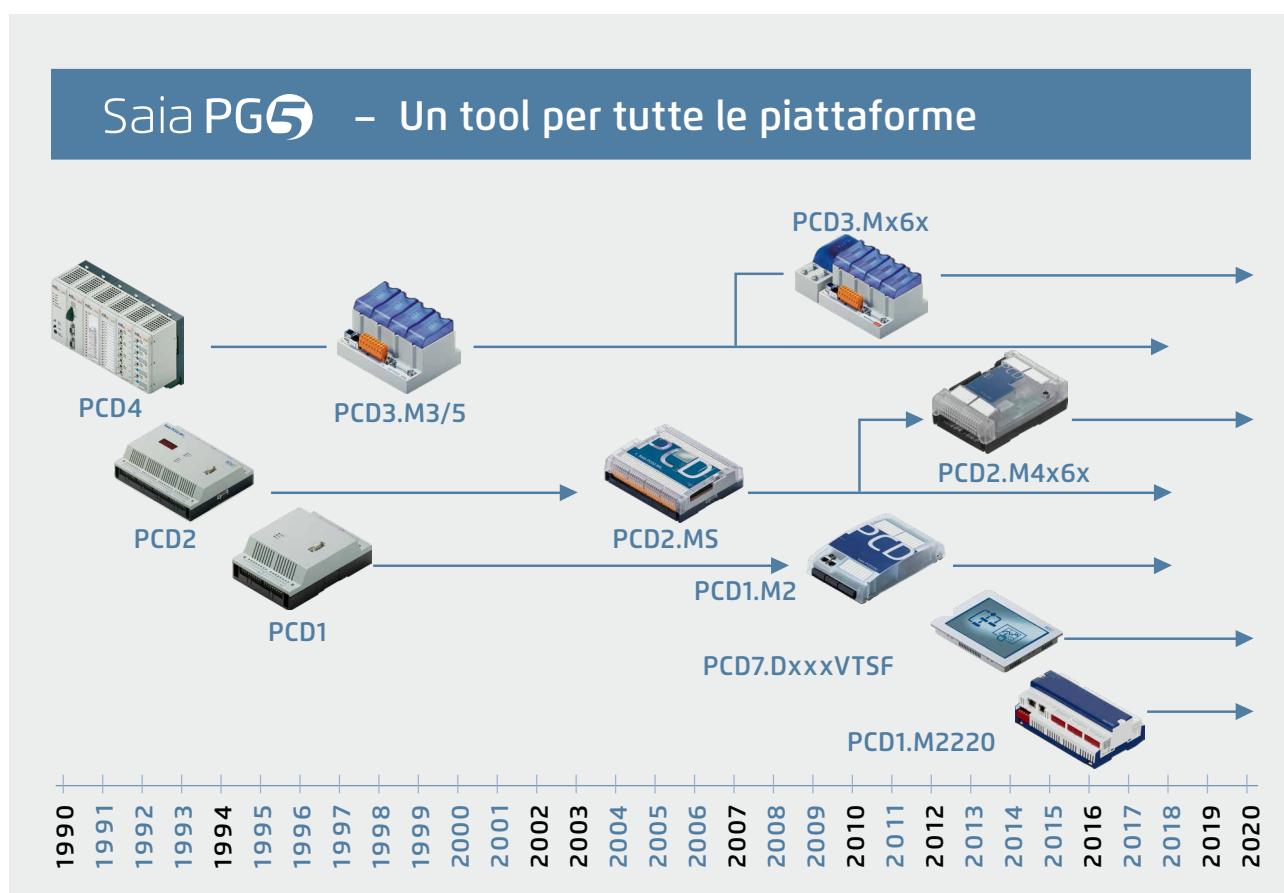 Saia PG5 – Un tool per tutte le piattaforme
PCD3.Mx6x
PCD4
PCD3.M3/5
PCD2.M4x6x
PCD2
PCD2.M5
PCD1.M2
PCD1
PCD7.DxxxVTSF
PCD1.M2220
1990 1991 1992 1993 1994 1995 1996 1997 1998 1999 2000 2001 2002 2003 2004 2005 2006 2007 2008 2009 2010 2011 2012 2013 2014 2015 2016 2017 2018 2019 2020